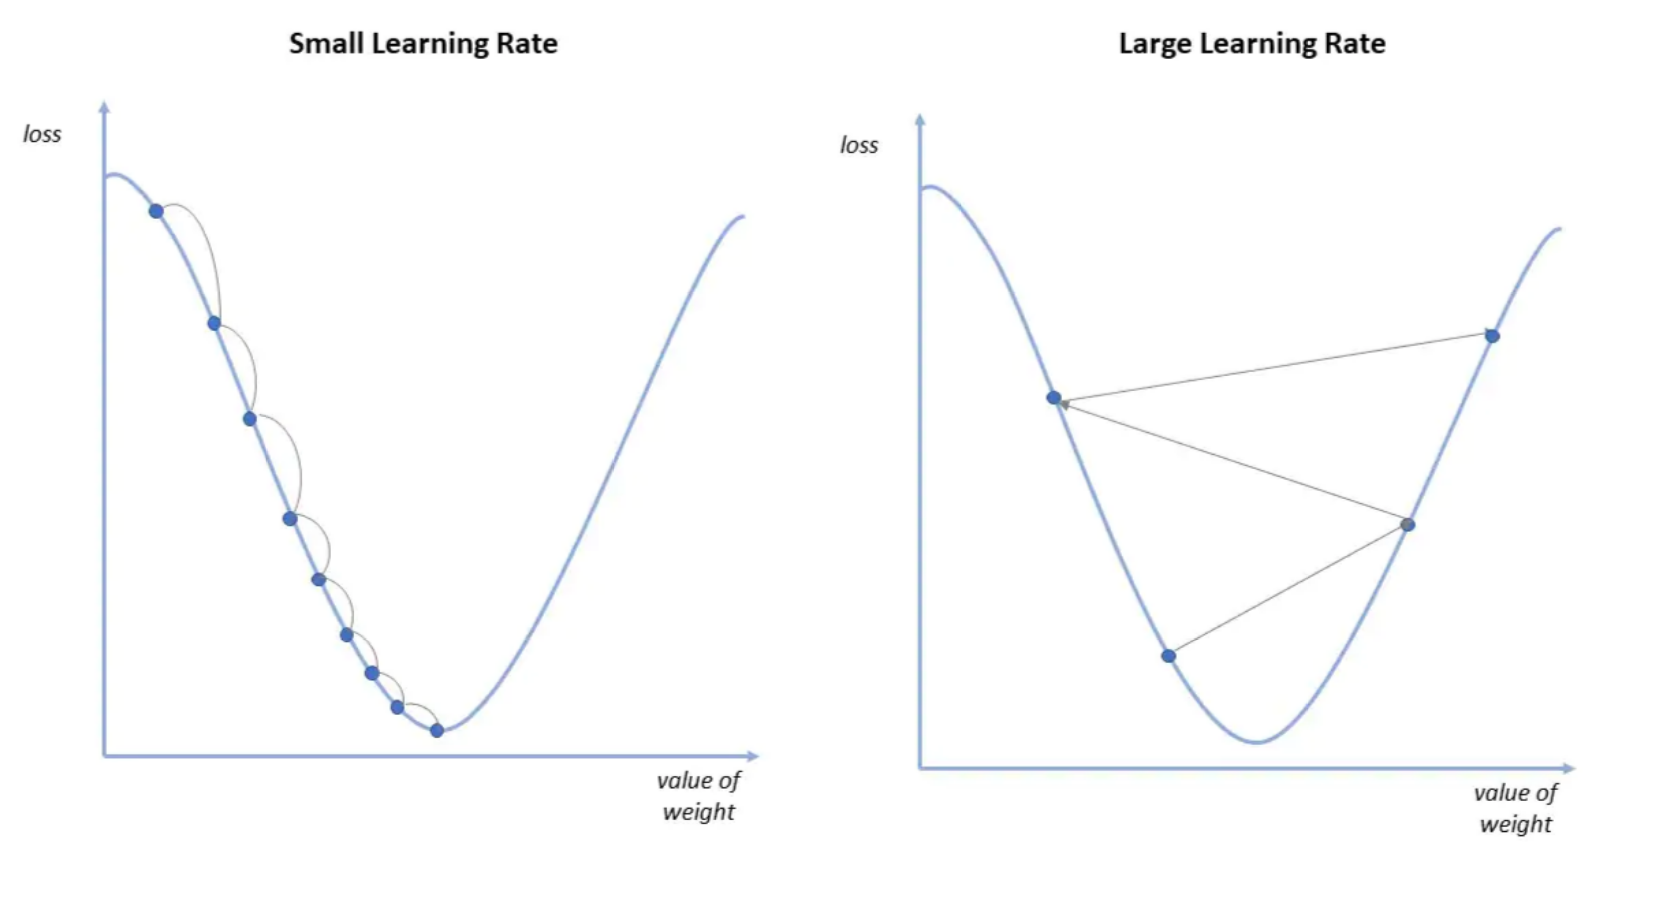 Small Learning Rate
loss
value of
weight
Large Learning Rate
loss
value of
weight